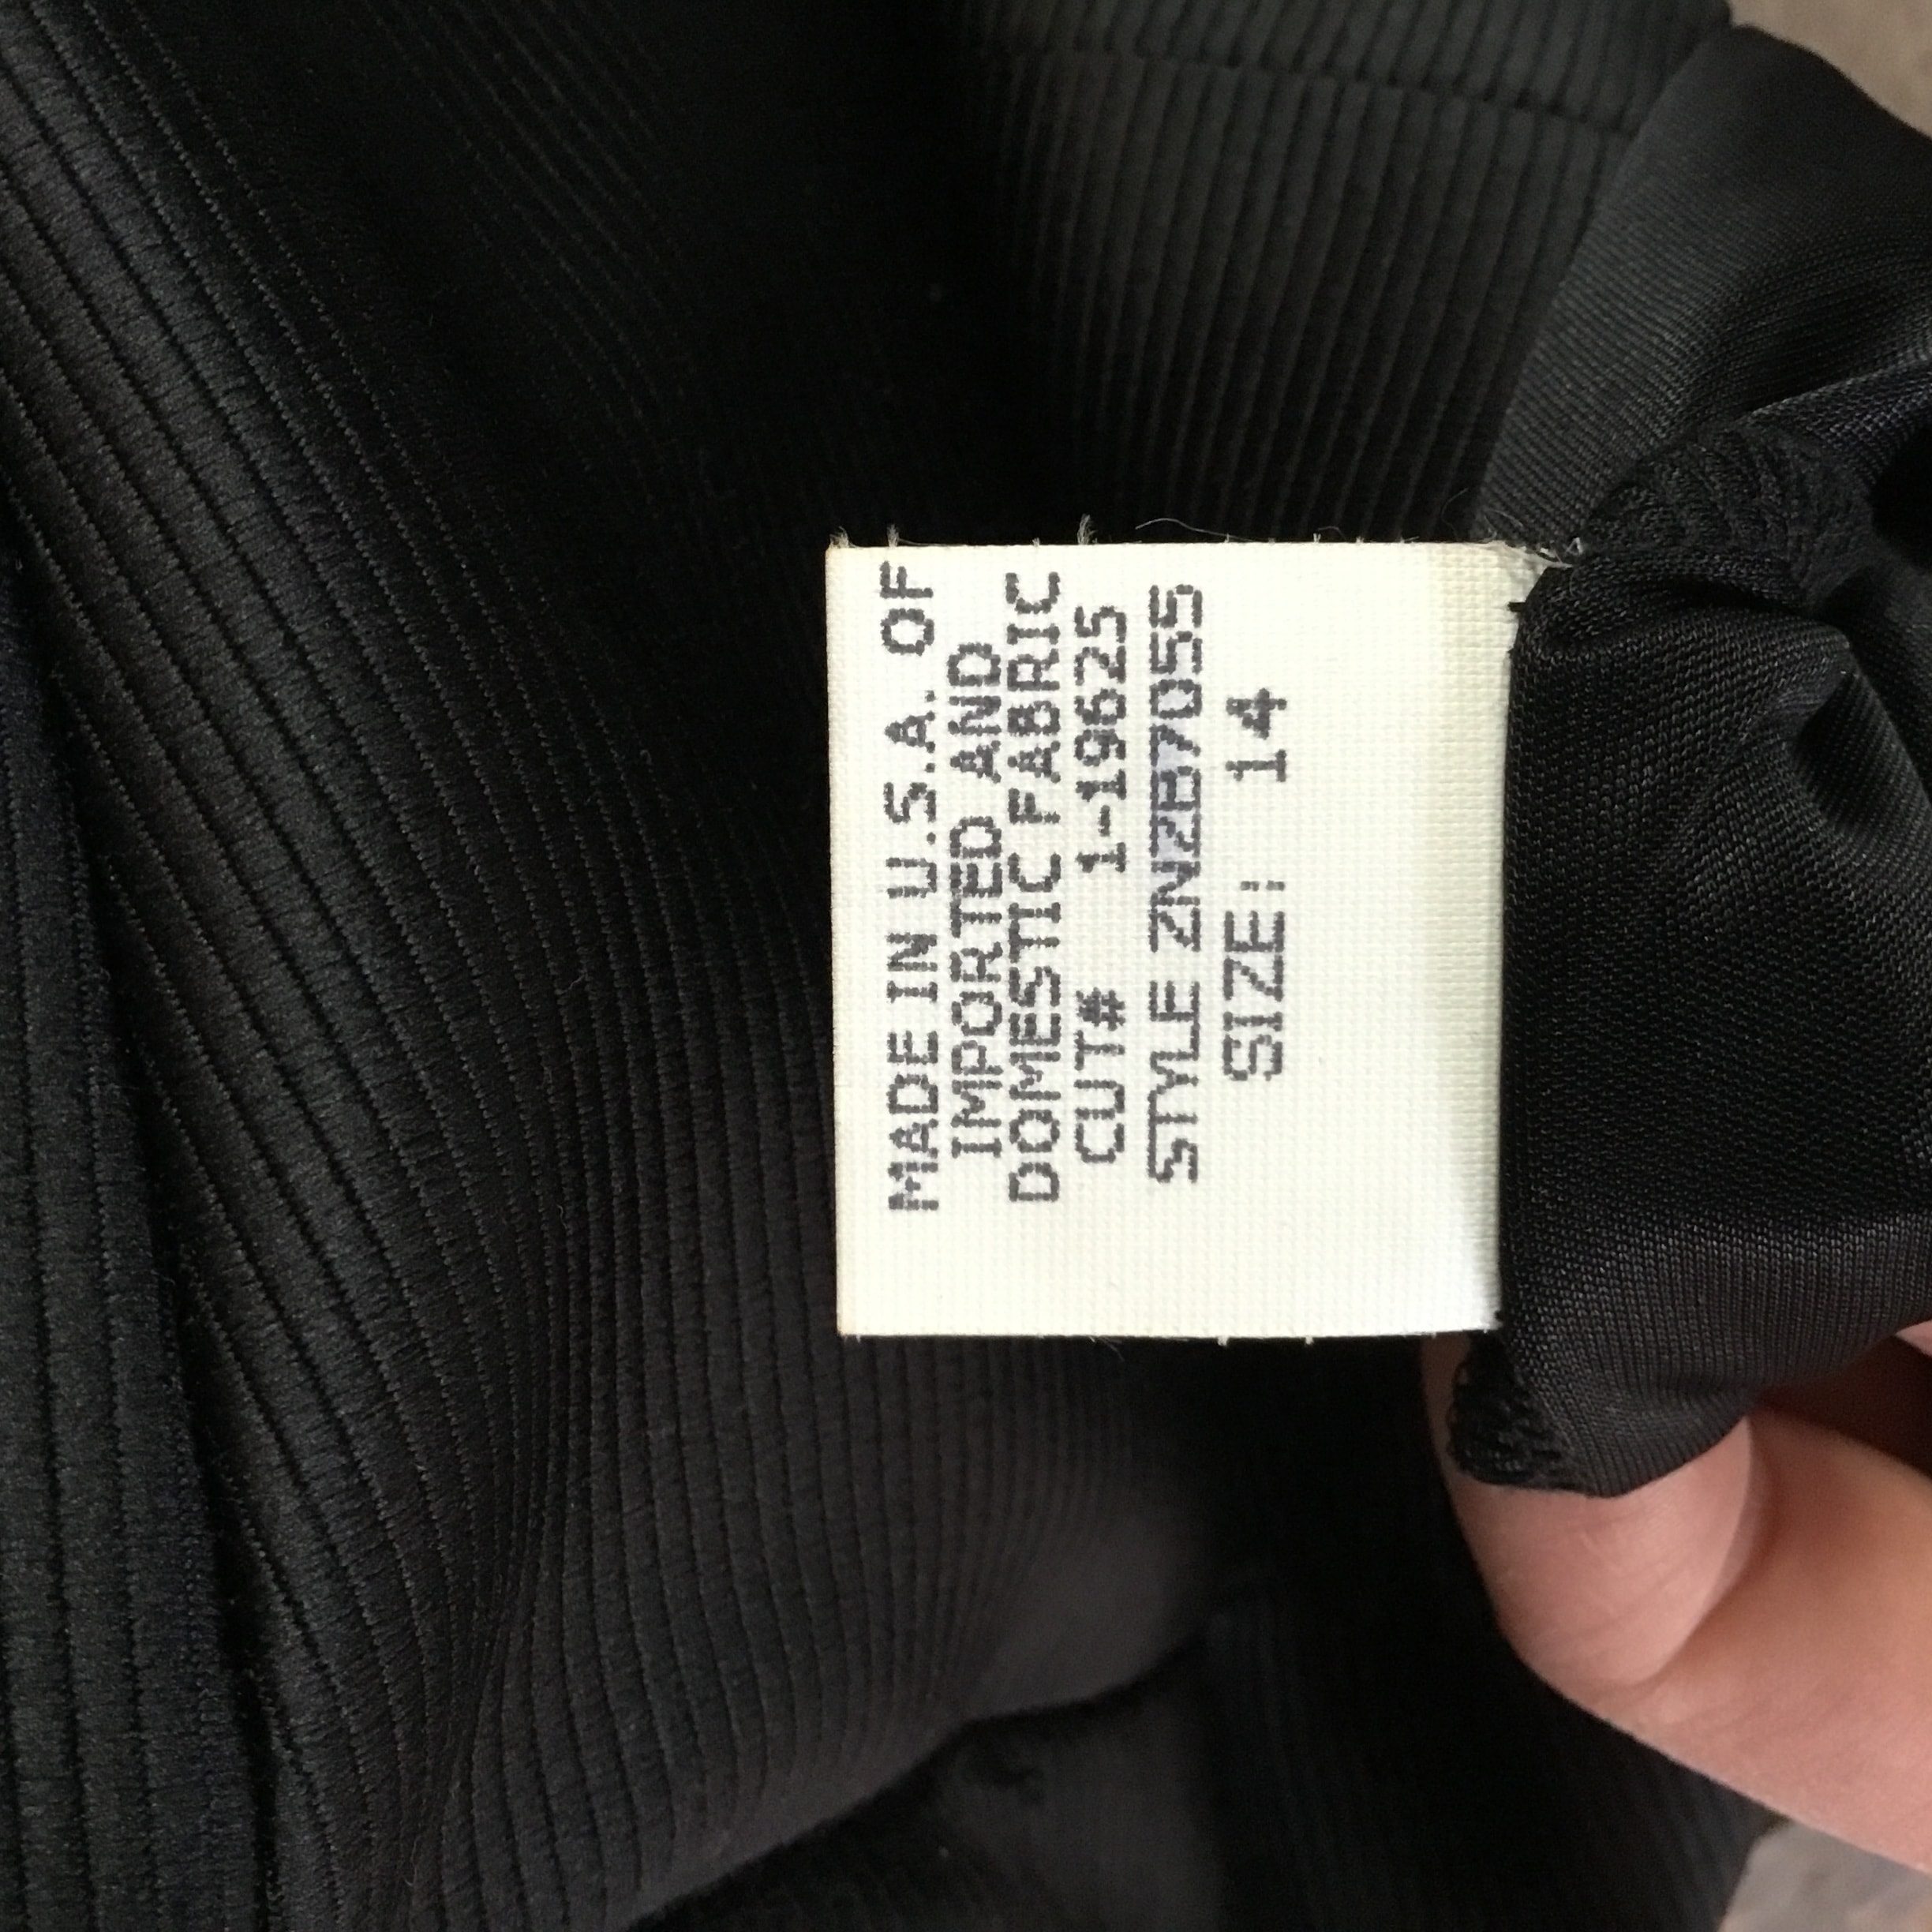 MADE IN U.S.A. OF
IMPORTED AND
DOMESTIC FABRIC
CUT# 1-19625
STYLE ZNZB7055
SIZE: 14